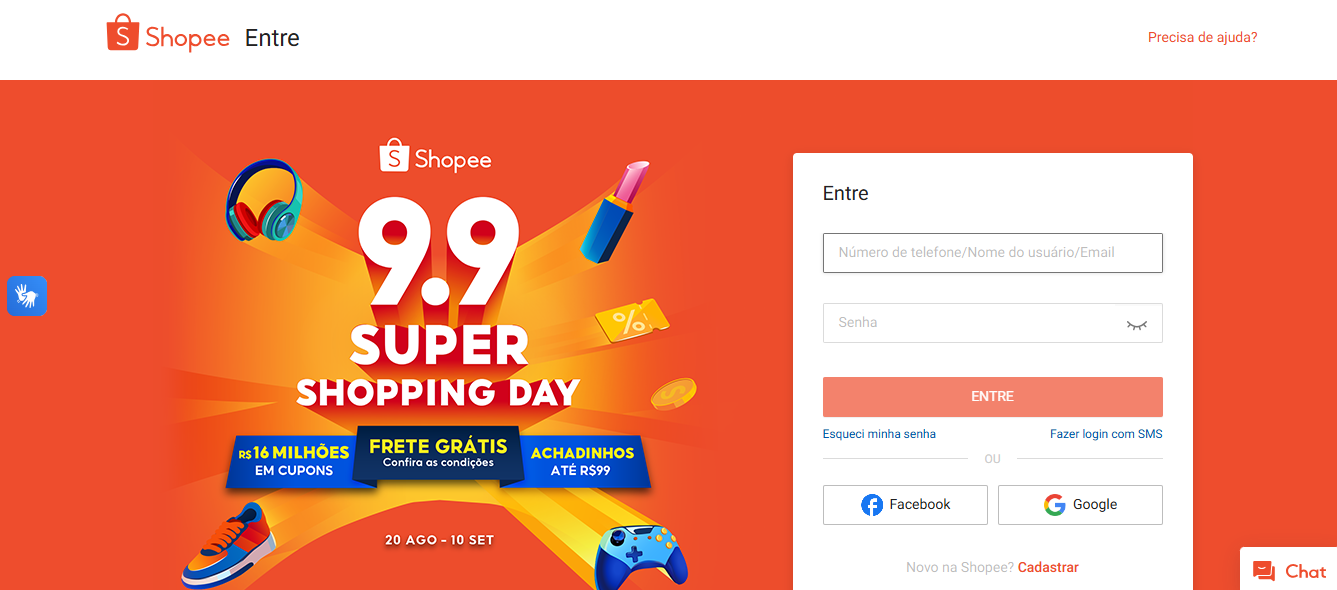 Shopee Entre
Precisa de ajuda?
Shopee
9.9
SUPER
SHOPPING DAY
R$16 MILHÕES
EM CUPONS
FRETE GRÁTIS
Confira as condições
ACHADINHOS
ATÉ R$99
20 AGO - 10 SET
Entre
Número de telefone/Nome do usuário/Email
Senha
ENTRE
Esqueci minha senha
Fazer login com SMS
OU
Facebook
Google
Novo na Shopee? Cadastrar
Chat